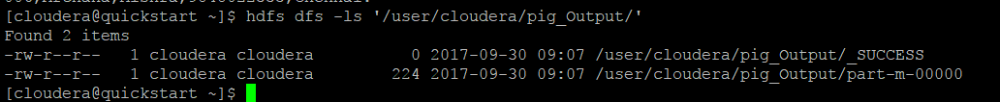 [cloudera@quickstart ~]$ hdfs dfs -ls '/user/cloudera/pig_Output/'
Found 2 items
-rw-r--r--   1 cloudera cloudera          0 2017-09-30 09:07 /user/cloudera/pig_Output/_SUCCESS
-rw-r--r--   1 cloudera cloudera        224 2017-09-30 09:07 /user/cloudera/pig_Output/part-m-00000
[cloudera@quickstart ~]$